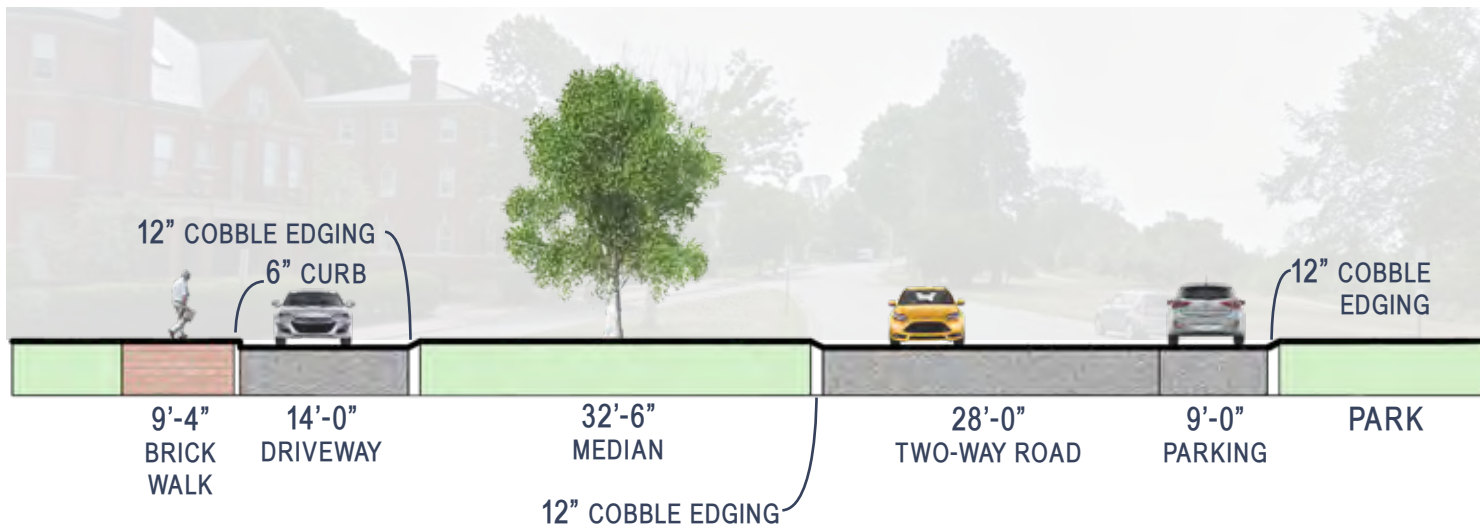 12” COBBLE EDGING
6” CURB
12” COBBLE
EDGING
9’-4”
BRICK
WALK
14’-0”
DRIVEWAY
32’-6”
MEDIAN
28’-0”
TWO-WAY ROAD
9’-0”
PARKING
PARK
12” COBBLE EDGING